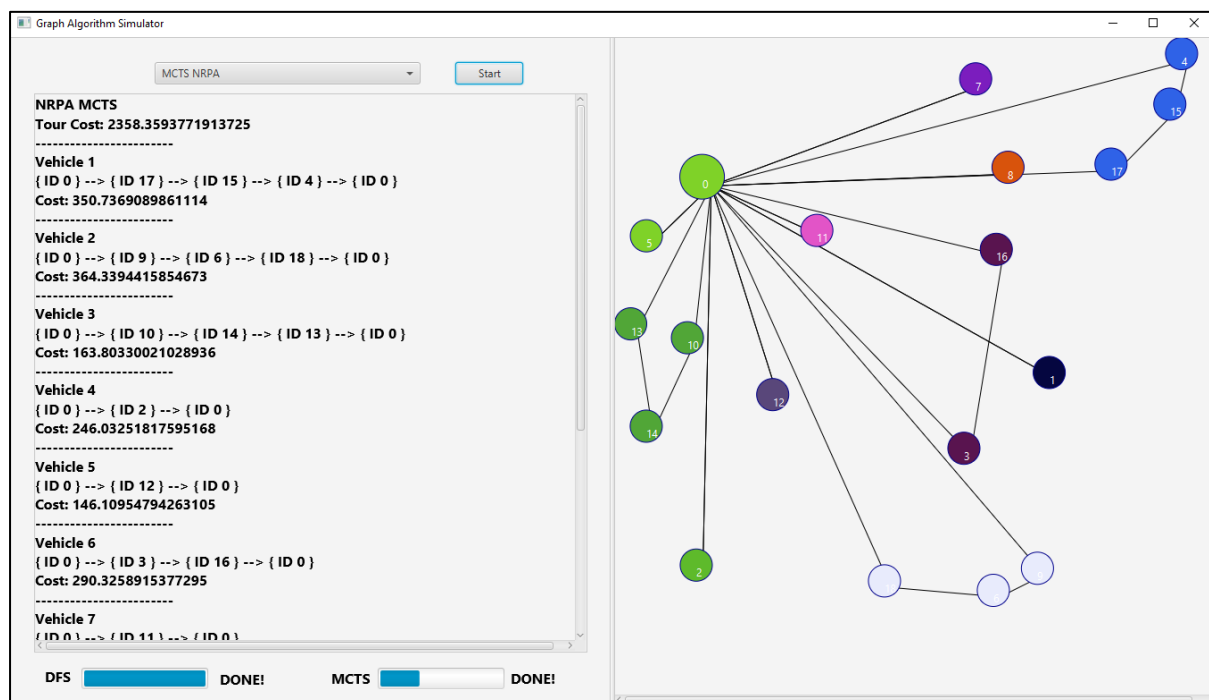 Graph Algorithm Simulator
MCTS NRPA
Start
NRPA MCTS
Tour Cost: 2358.3593771913725
------------------------
Vehicle 1
{ ID 0 } --> { ID 17 } --> { ID 15 } --> { ID 4 } --> { ID 0 }
Cost: 350.7369089861114
------------------------
Vehicle 2
{ ID 0 } --> { ID 9 } --> { ID 6 } --> { ID 18 } --> { ID 0 }
Cost: 364.3394415854673
------------------------
Vehicle 3
{ ID 0 } --> { ID 10 } --> { ID 14 } --> { ID 13 } --> { ID 0 }
Cost: 163.80330021028936
------------------------
Vehicle 4
{ ID 0 } --> { ID 2 } --> { ID 0 }
Cost: 246.03251817595168
------------------------
Vehicle 5
{ ID 0 } --> { ID 12 } --> { ID 0 }
Cost: 146.10954794263105
------------------------
Vehicle 6
{ ID 0 } --> { ID 3 } --> { ID 16 } --> { ID 0 }
Cost: 290.3258915377295
------------------------
Vehicle 7
{ ID 0 } --> { ID 11 } --> { ID 0 }
DFS
DONE!
MCTS
DONE!
4
7
15
17
8
0
11
5
16
13
10
1
12
14
3
2